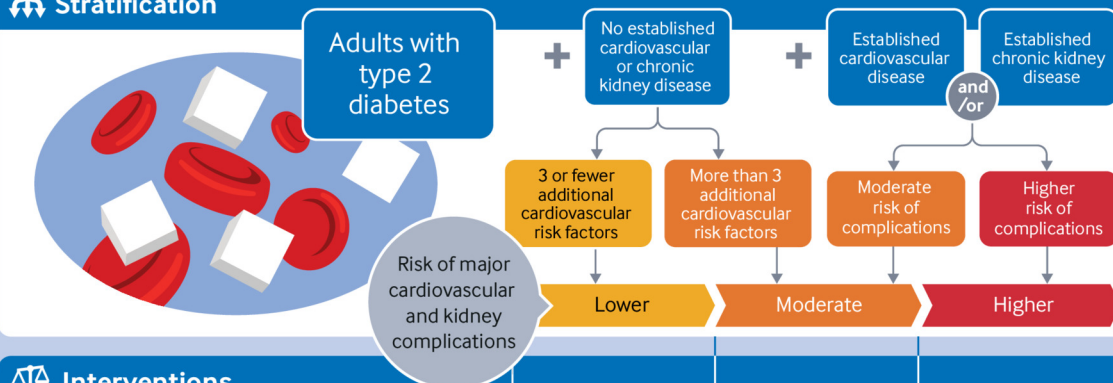 Stratification
Adults with
type 2
diabetes
+
No established
cardiovascular
or chronic
kidney disease
+
Established
cardiovascular
disease
and
/or
Established
chronic kidney
disease
3 or fewer
additional
cardiovascular
risk factors
More than 3
additional
cardiovascular
risk factors
Moderate
risk of
complications
Higher
risk of
complications
Risk of major
cardiovascular
and kidney
complications
Lower
Moderate
Higher
Interventions